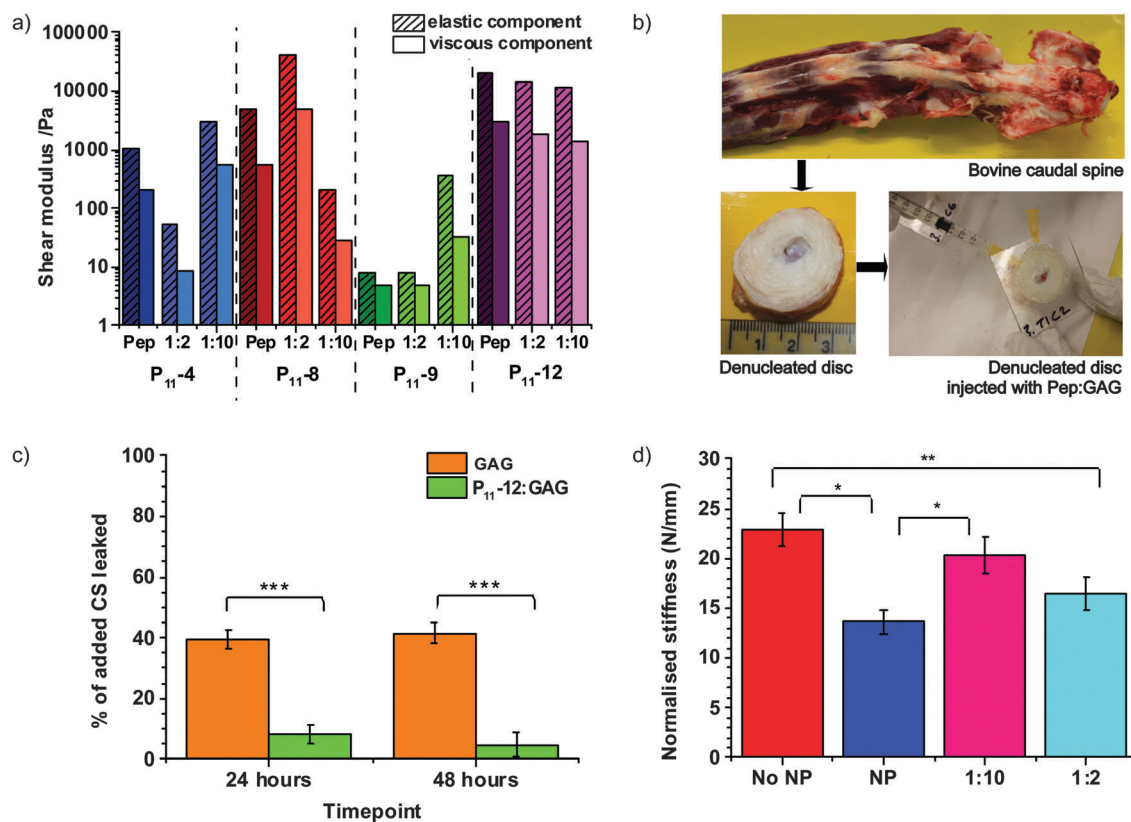 a)
100000
10000
1000
100
10
1
Shear modulus /Pa
elastic component
viscous component
Pep 1:2 1:10 Pep 1:2 1:10 Pep 1:2 1:10 Pep 1:2 1:10
P11-4 P11-8 P11-9 P11-12
b)
Bovine caudal spine
1 2 3
Denucleated disc
3. T1C2
Denucleated disc
injected with Pep:GAG
c)
100
80
60
40
20
0
% of added CS leaked
GAG
P11-12:GAG
*** ***
24 hours 48 hours
Timepoint
d)
30
25
20
15
10
5
0
Normalised stiffness (N/mm)
**
* *
No NP NP 1:10 1:2